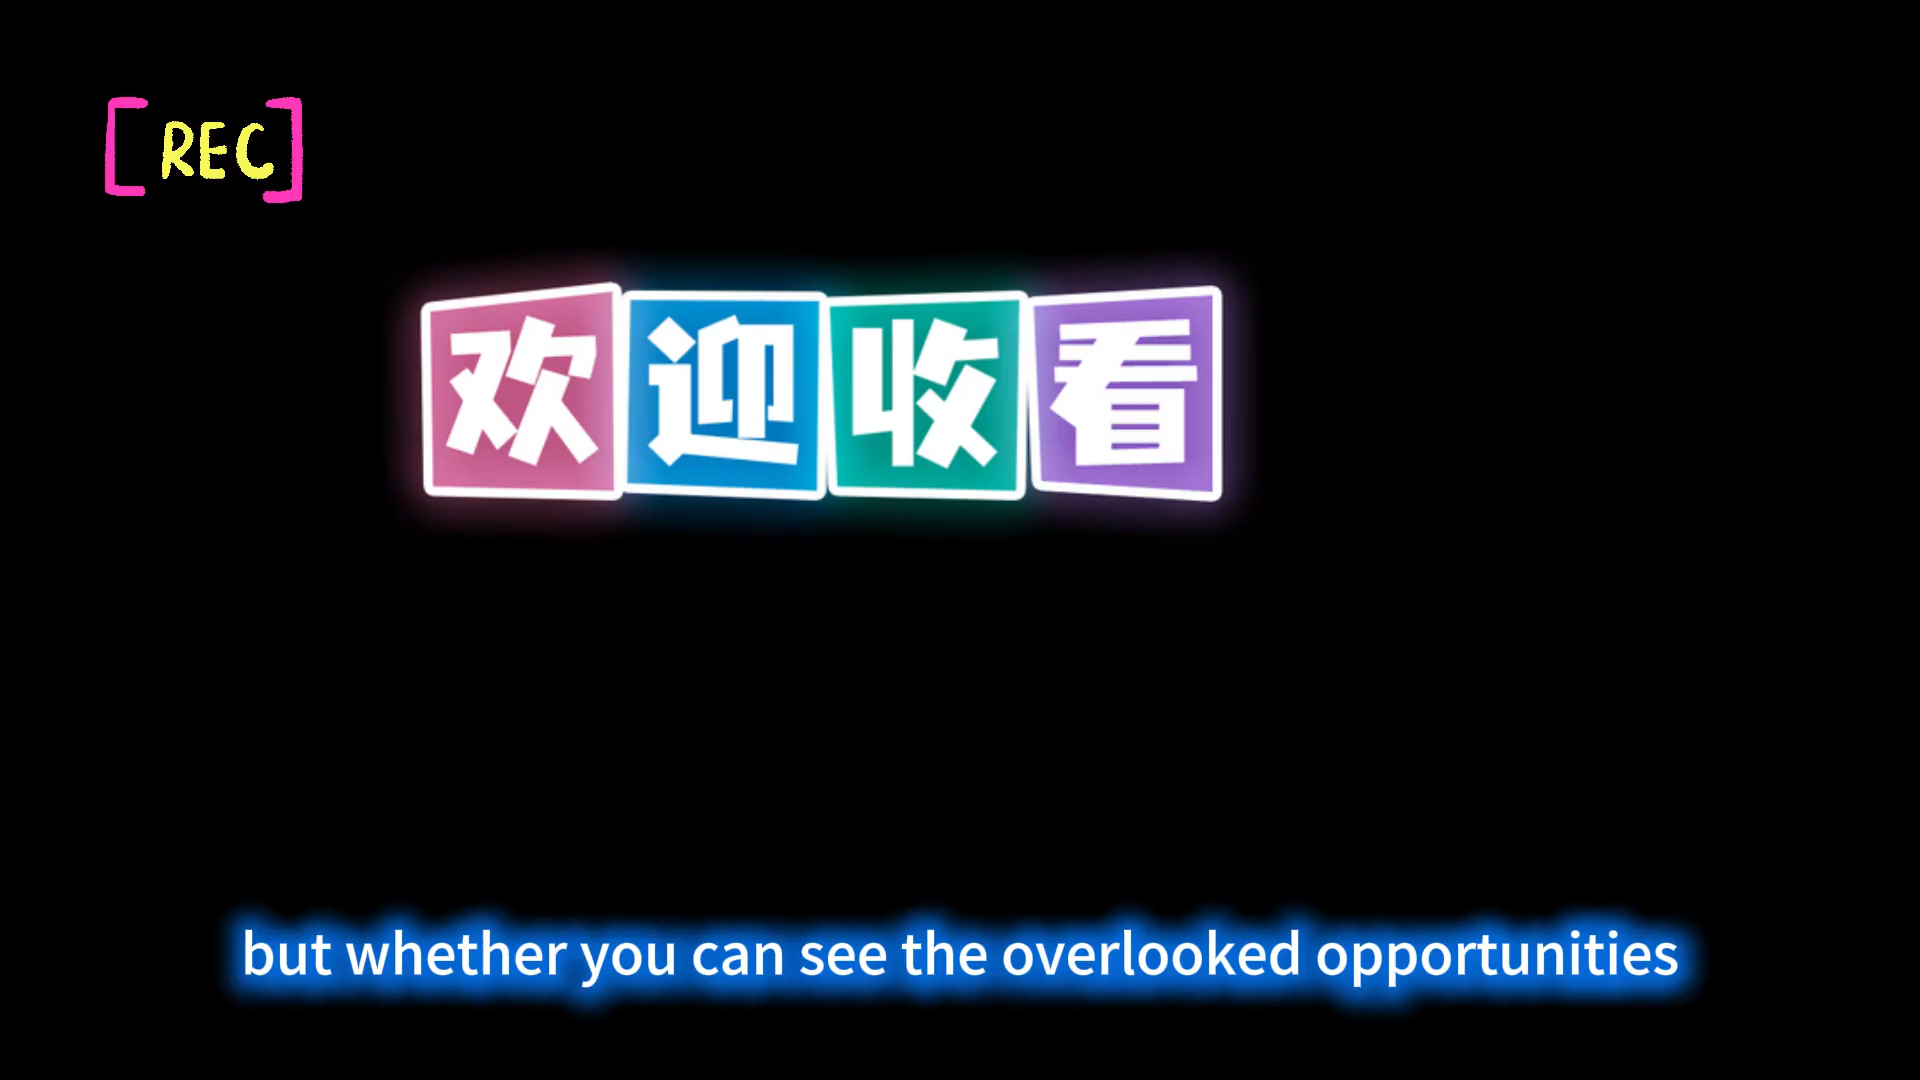 [ REC ]
欢迎收看
but whether you can see the overlooked opportunities